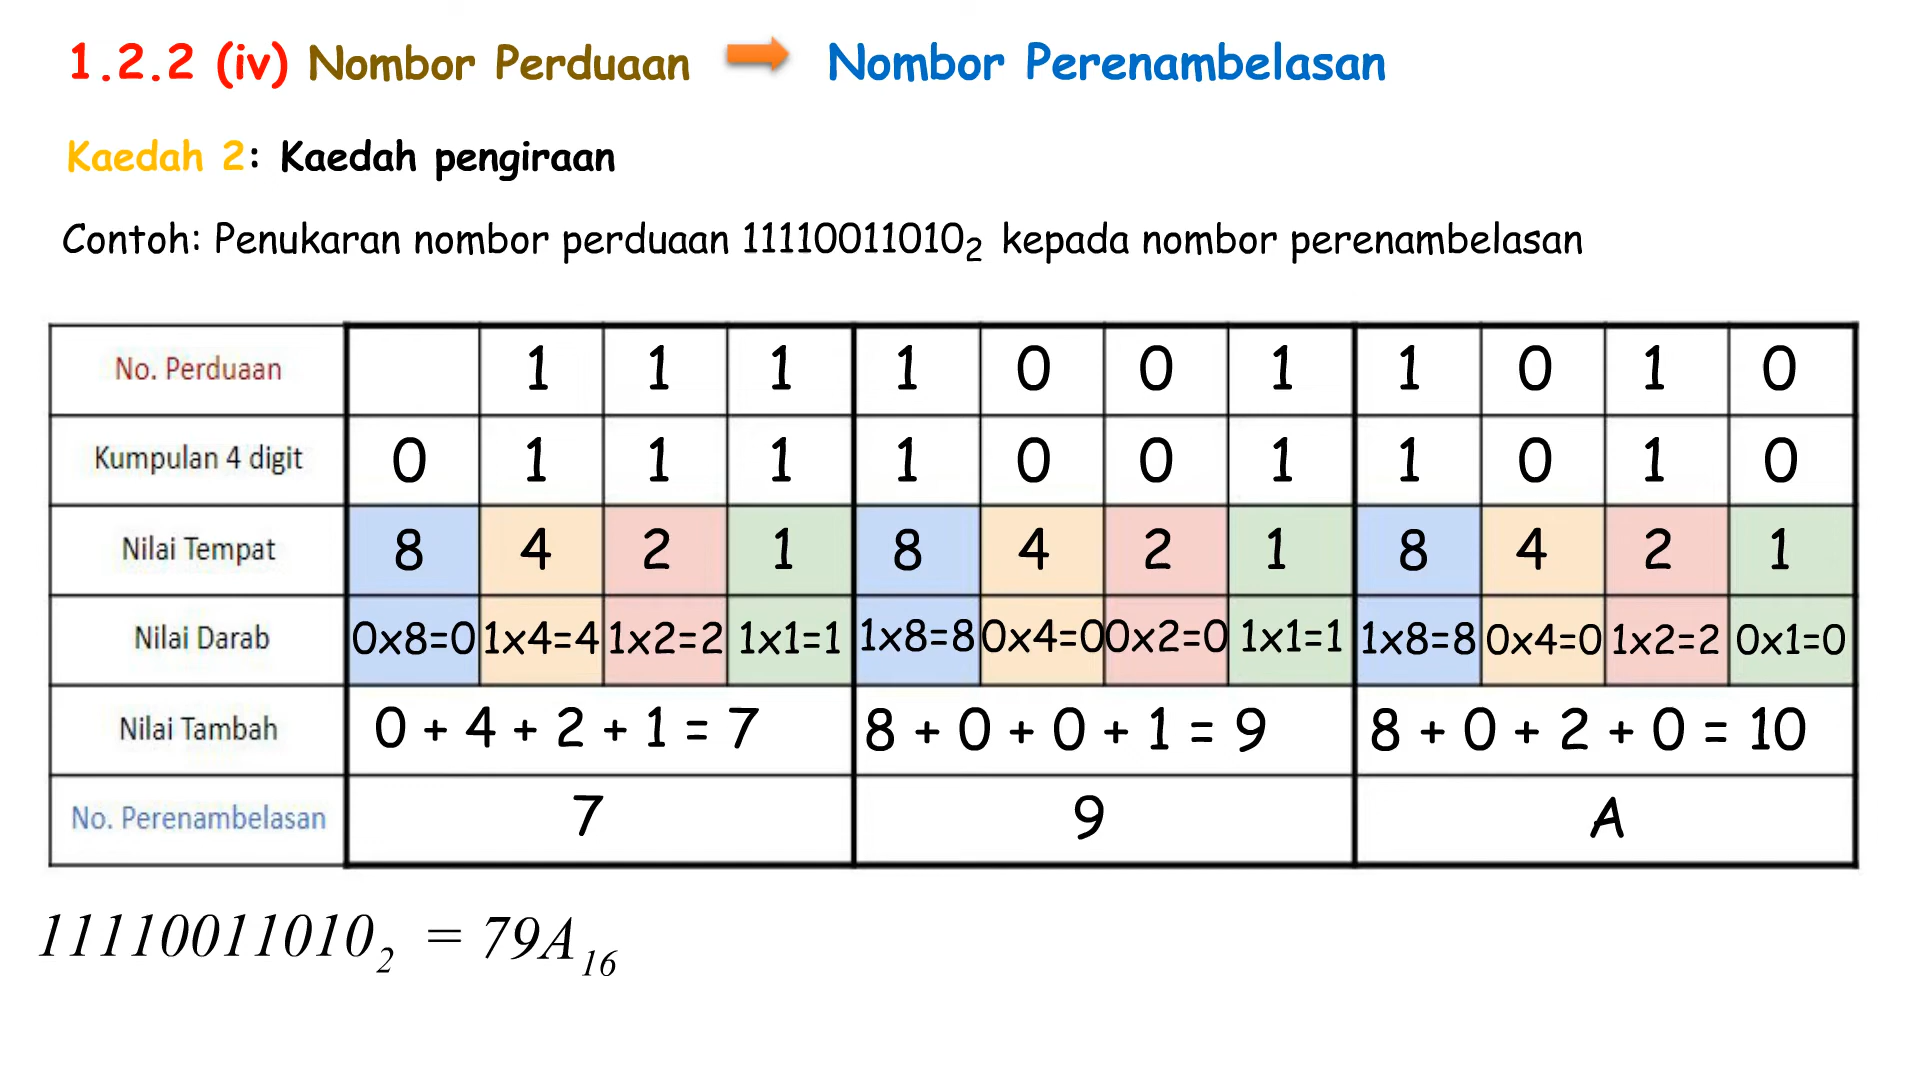 1.2.2 (iv) Nombor Perduaan Nombor Perenambelasan
Kaedah 2: Kaedah pengiraan
Contoh: Penukaran nombor perduaan 11110011010₂ kepada nombor perenambelasan
No. Perduaan 1 1 1 1 0 0 1 1 0 1 0
Kumpulan 4 digit 0 1 1 1 1 0 0 1 1 0 1 0
Nilai Tempat 8 4 2 1 8 4 2 1 8 4 2 1
Nilai Darab 0x8=0 1x4=4 1x2=2 1x1=1 1x8=8 0x4=0 0x2=0 1x1=1 1x8=8 0x4=0 1x2=2 0x1=0
Nilai Tambah 0 + 4 + 2 + 1 = 7 8 + 0 + 0 + 1 = 9 8 + 0 + 2 + 0 = 10
No. Perenambelasan 7 9 A
11110011010₂ = 79A₁₆